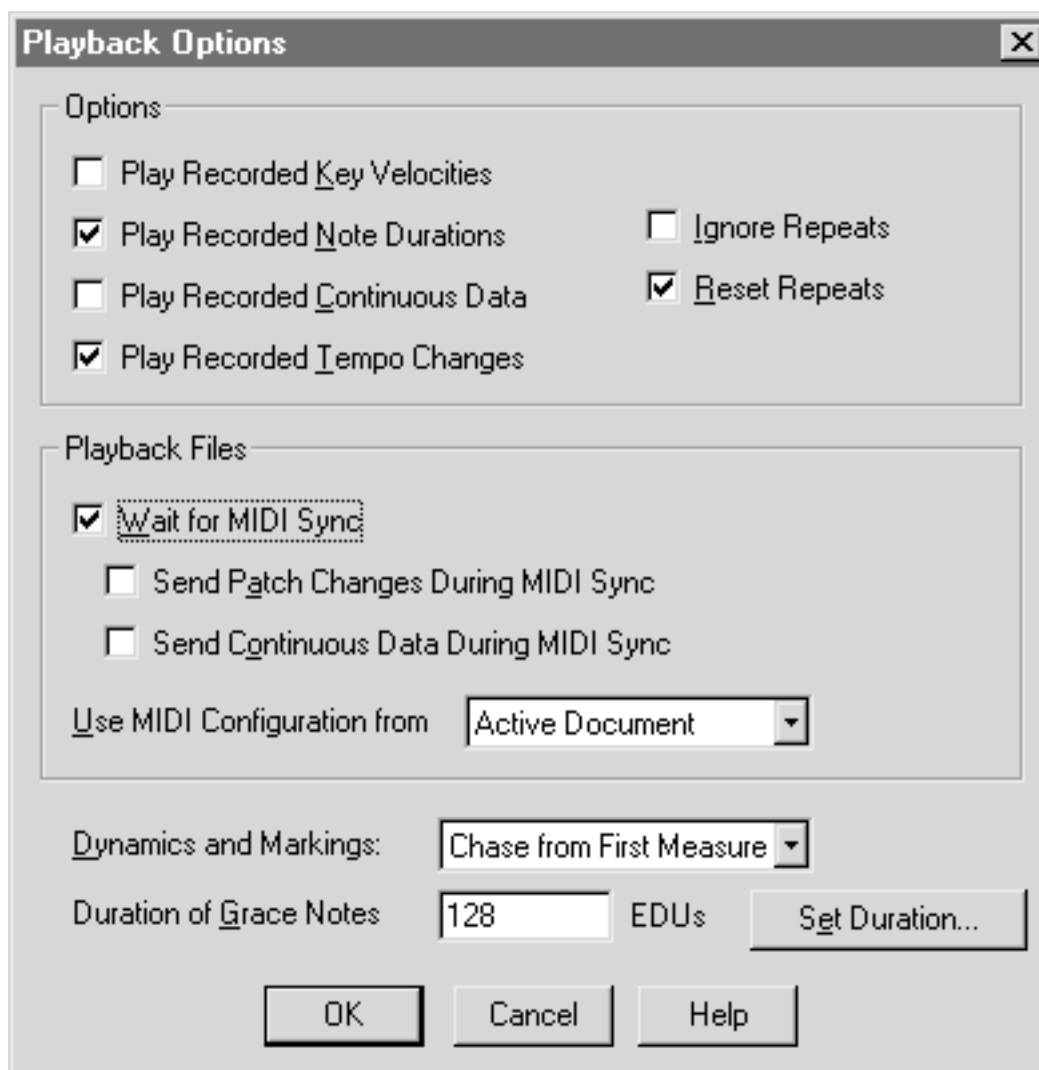 Playback Options
Options
Play Recorded Key Velocities
Play Recorded Note Durations
Ignore Repeats
Play Recorded Continuous Data
Reset Repeats
Play Recorded Tempo Changes
Playback Files
Wait for MIDI Sync
Send Patch Changes During MIDI Sync
Send Continuous Data During MIDI Sync
Use MIDI Configuration from Active Document
Dynamics and Markings: Chase from First Measure
Duration of Grace Notes 128 EDUs Set Duration...
OK Cancel Help